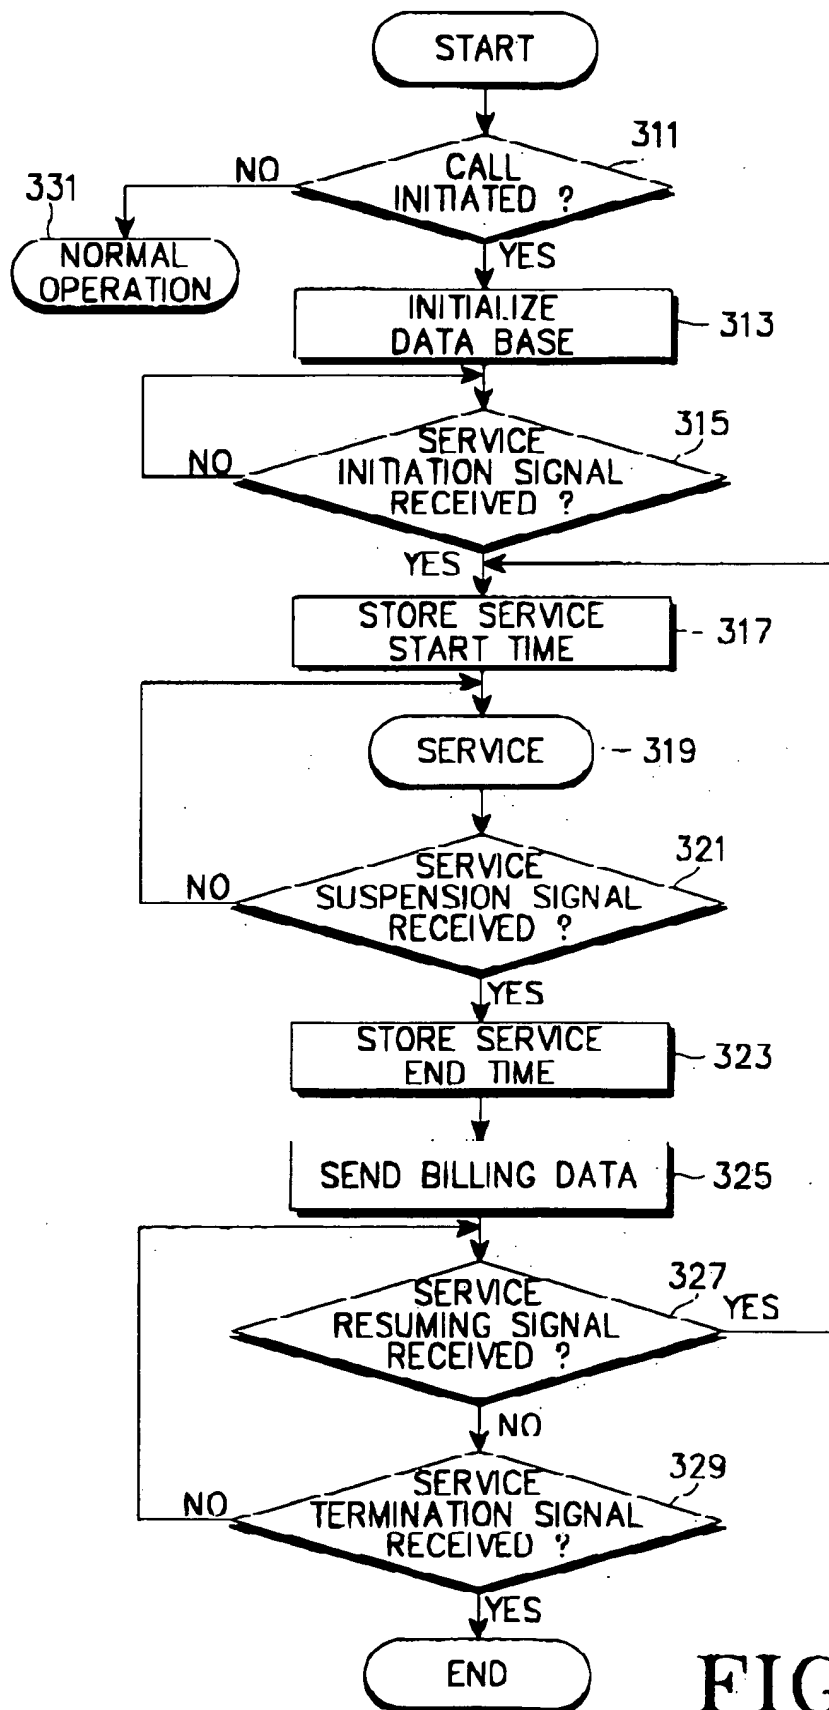 START
311
CALL
INITIATED ?
NO
331
NORMAL
OPERATION
YES
INITIALIZE
DATA BASE
313
315
SERVICE
INITIATION SIGNAL
RECEIVED ?
NO
YES
STORE SERVICE
START TIME
317
SERVICE
319
321
SERVICE
SUSPENSION SIGNAL
RECEIVED ?
NO
YES
STORE SERVICE
END TIME
323
SEND BILLING DATA
325
327
SERVICE
RESUMING SIGNAL
RECEIVED ?
YES
NO
329
SERVICE
TERMINATION SIGNAL
RECEIVED ?
NO
YES
END
FIG